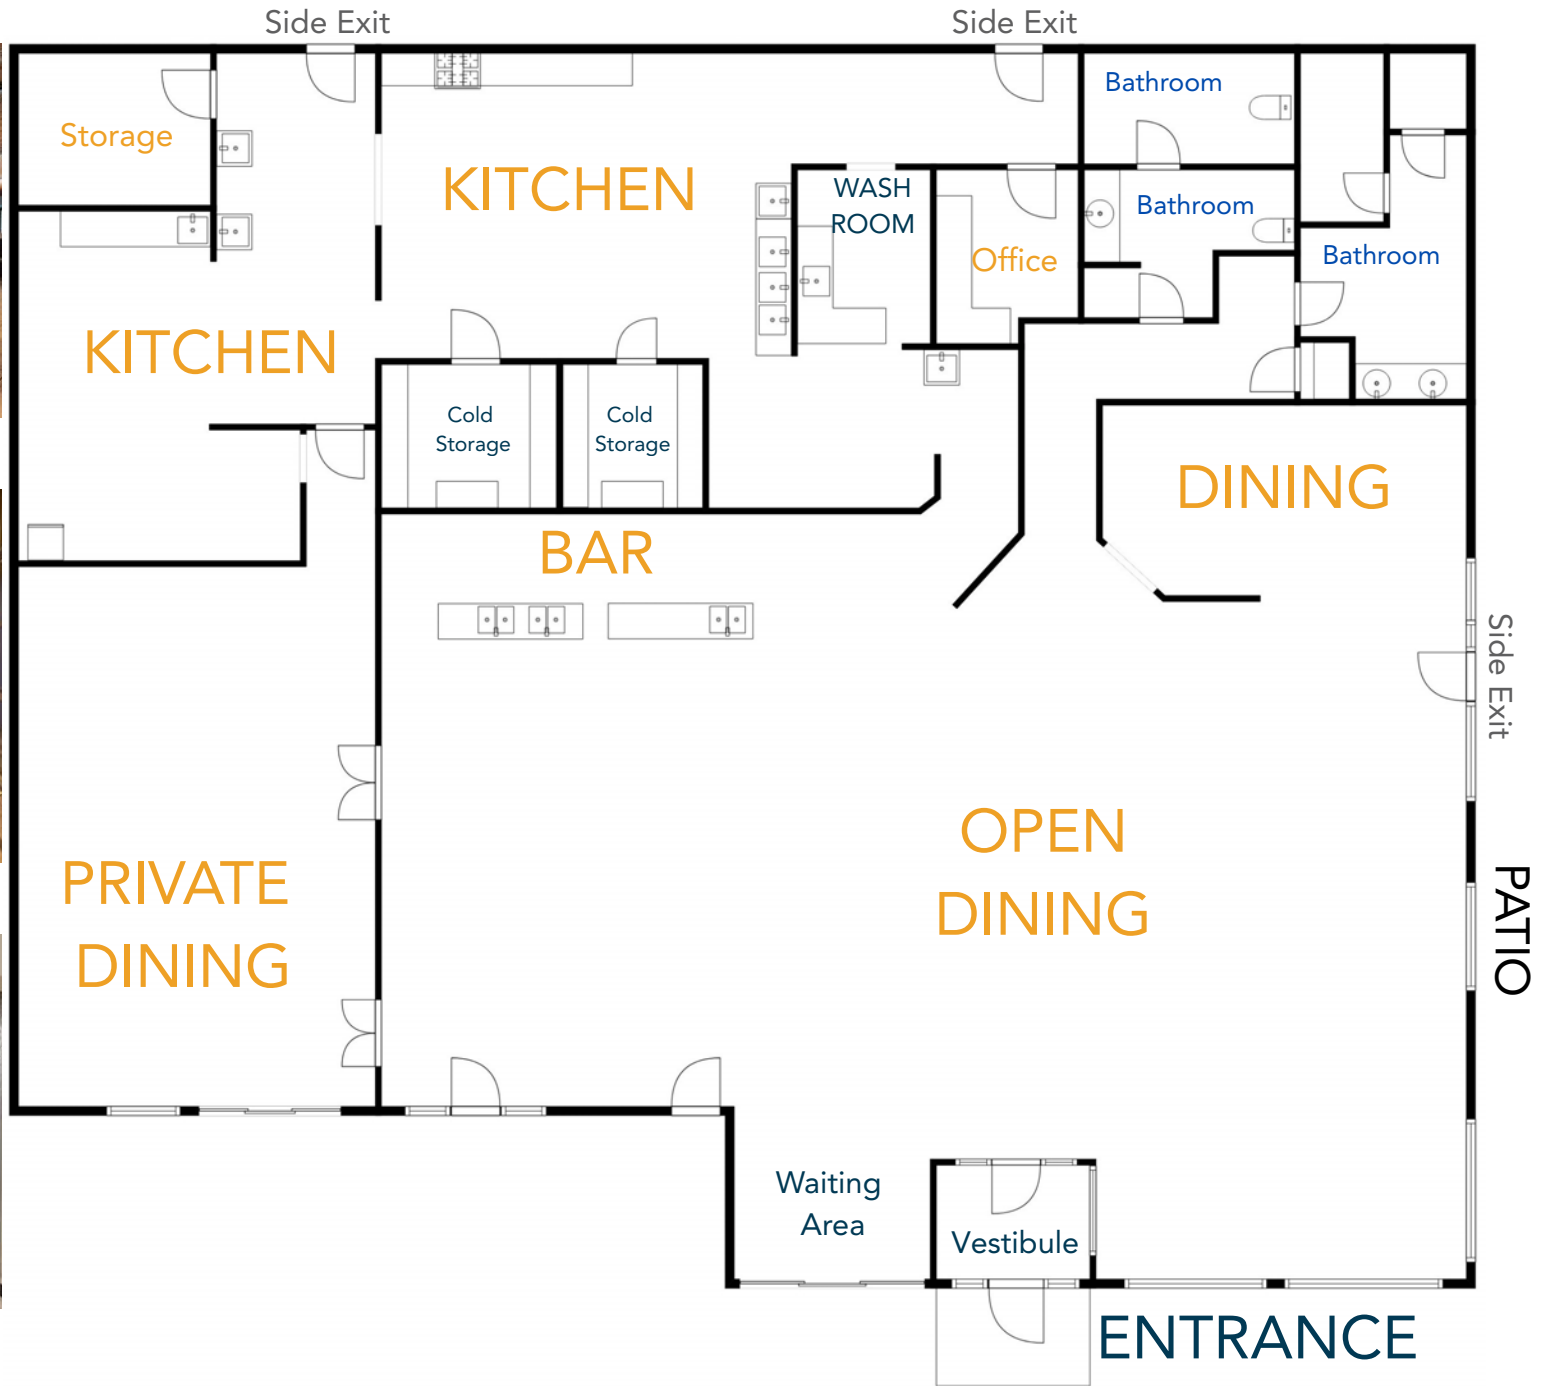 Side Exit
Side Exit
Bathroom
Storage
KITCHEN
WASH
ROOM
Bathroom
Office
Bathroom
KITCHEN
Cold
Storage
Cold
Storage
DINING
BAR
Side Exit
OPEN
DINING
PRIVATE
DINING
PATIO
Waiting
Area
Vestibule
ENTRANCE